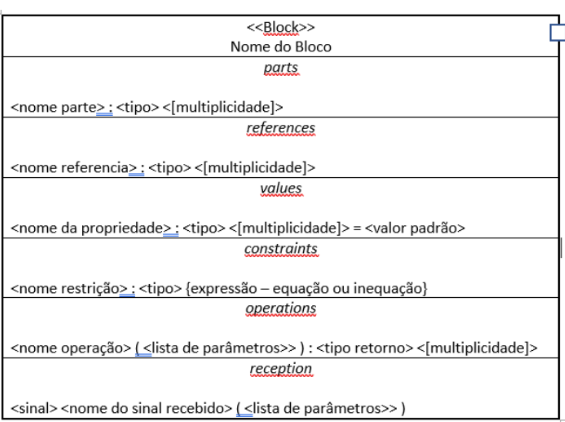 <<Block>>
Nome do Bloco
parts
<nome parte> : <tipo> <[multiplicidade]>
references
<nome referencia> : <tipo> <[multiplicidade]>
values
<nome da propriedade> : <tipo> <[multiplicidade]> = <valor padrão>
constraints
<nome restrição> : <tipo> {expressão – equação ou inequação}
operations
<nome operação> ( <lista de parâmetros>> ) : <tipo retorno> <[multiplicidade]>
reception
<sinal> <nome do sinal recebido> ( <lista de parâmetros>> )